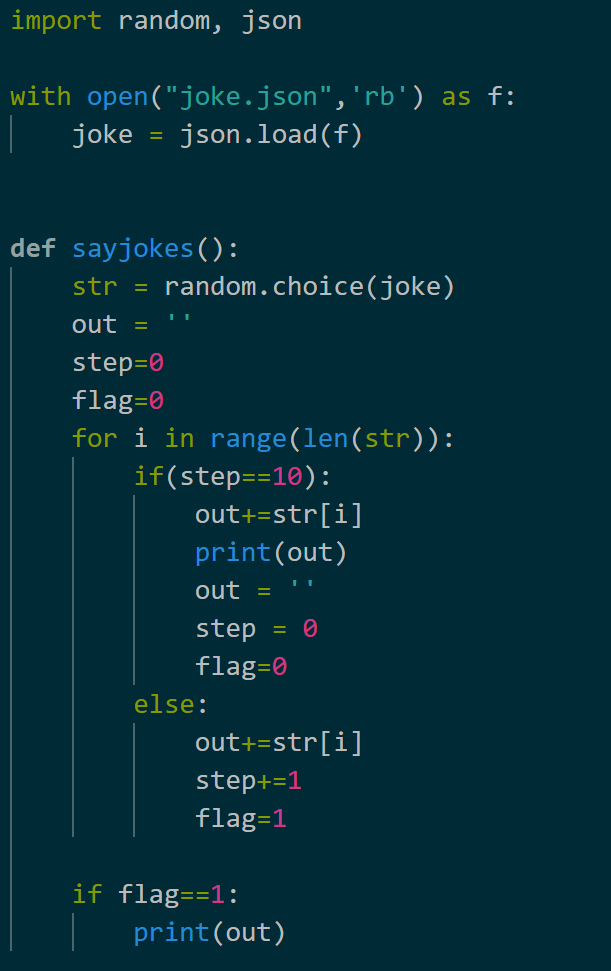 import random, json
with open("joke.json",'rb') as f:
    joke = json.load(f)
def sayjokes():
    str = random.choice(joke)
    out = ''
    step=0
    flag=0
    for i in range(len(str)):
        if(step==10):
            out+=str[i]
            print(out)
            out = ''
            step = 0
            flag=0
        else:
            out+=str[i]
            step+=1
            flag=1
    if flag==1:
        print(out)